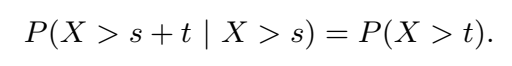 P(X > s + t | X > s) = P(X > t).